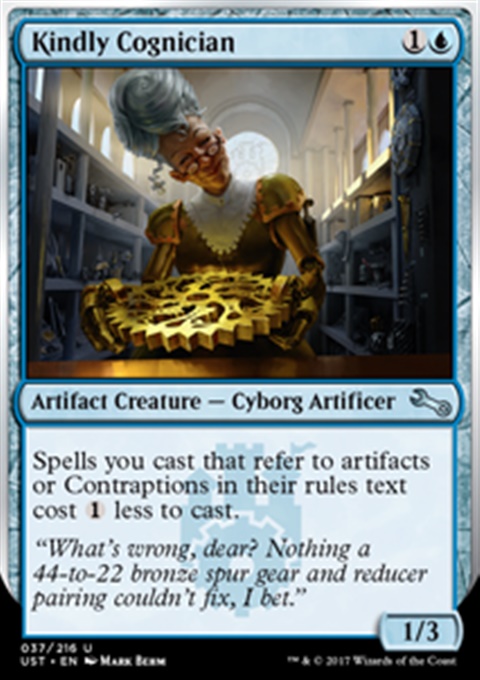 Kindly Cognician 1
Artifact Creature — Cyborg Artificer
Spells you cast that refer to artifacts
or Contraptions in their rules text
cost 1 less to cast.
“What’s wrong, dear? Nothing a
44-to-22 bronze spur gear and reducer
pairing couldn’t fix, I bet.”
1/3
037/216 U
UST • EN Mark Behm
™ & © 2017 Wizards of the Coast